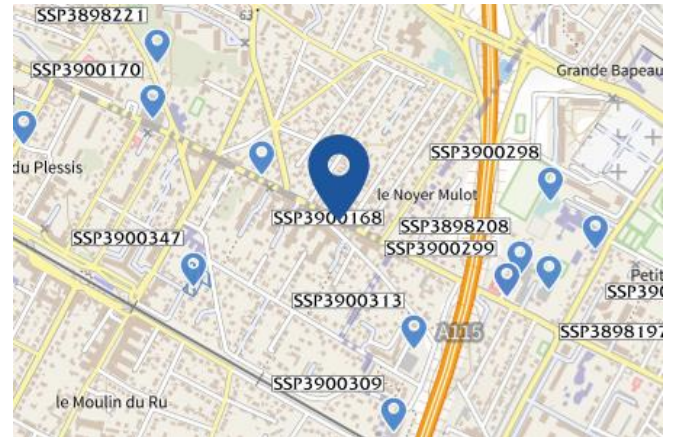 SSP3898221
63
SSP3900170
Grande Bapeau
SSP3900298
du Plessis
le Noyer Mulot
SSP3900168
SSP3898208
SSP3900347
SSP3900299
Petit
SSP390
SSP3900313
A115
SSP3898197
SSP3900309
le Moulin du Ru